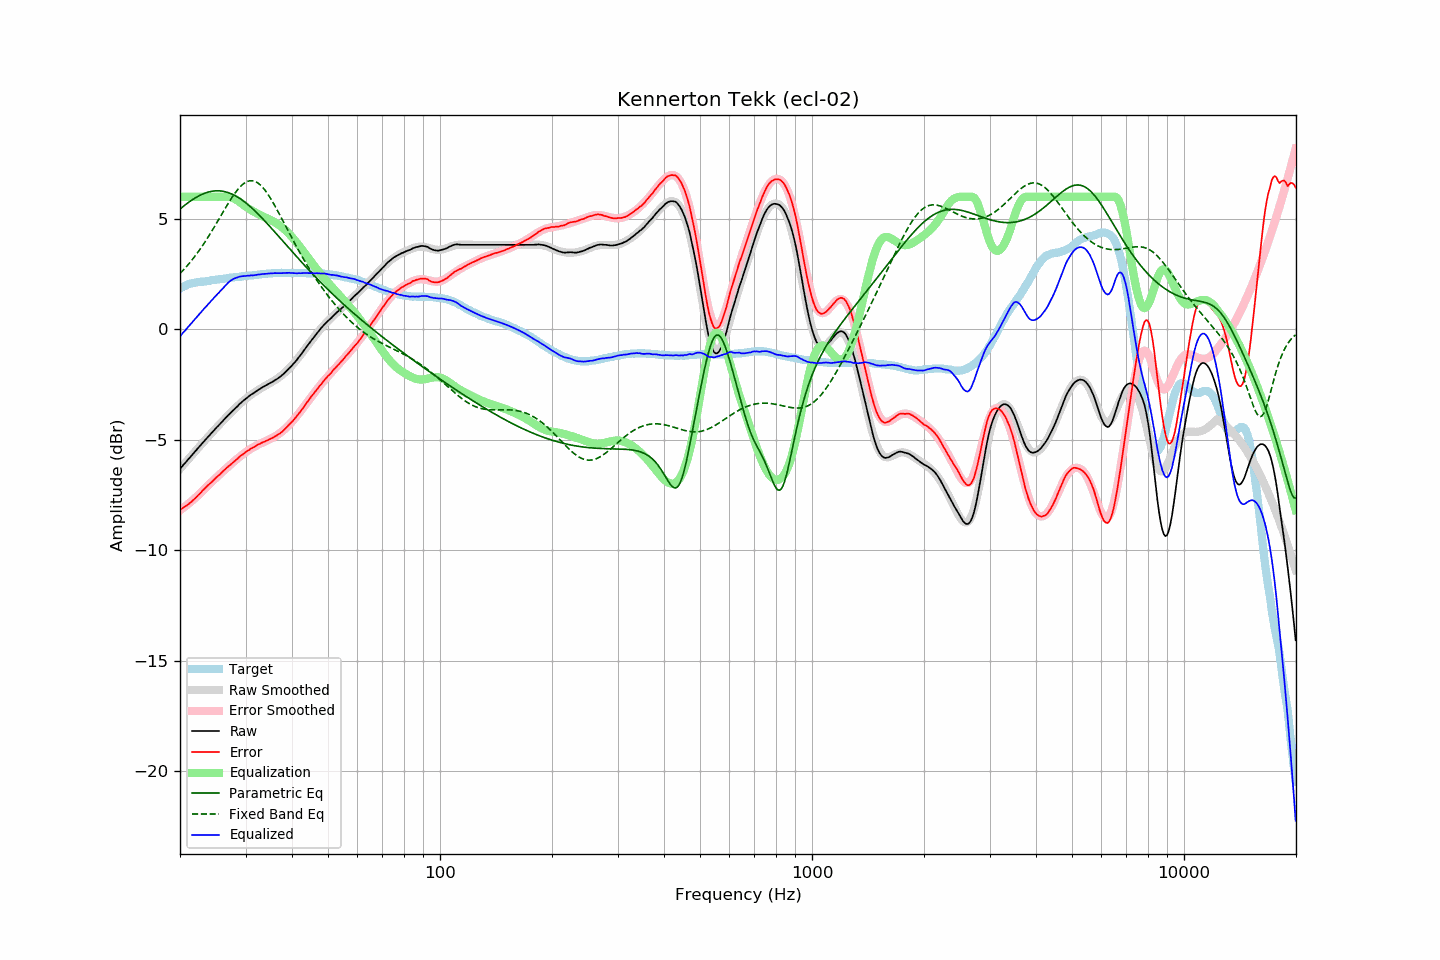 Kennerton Tekk (ecl-02)
Amplitude (dBr)
5
0
−5
−10
−15
−20
Target
Raw Smoothed
Error Smoothed
Raw
Error
Equalization
Parametric Eq
Fixed Band Eq
Equalized
100
1000
10000
Frequency (Hz)